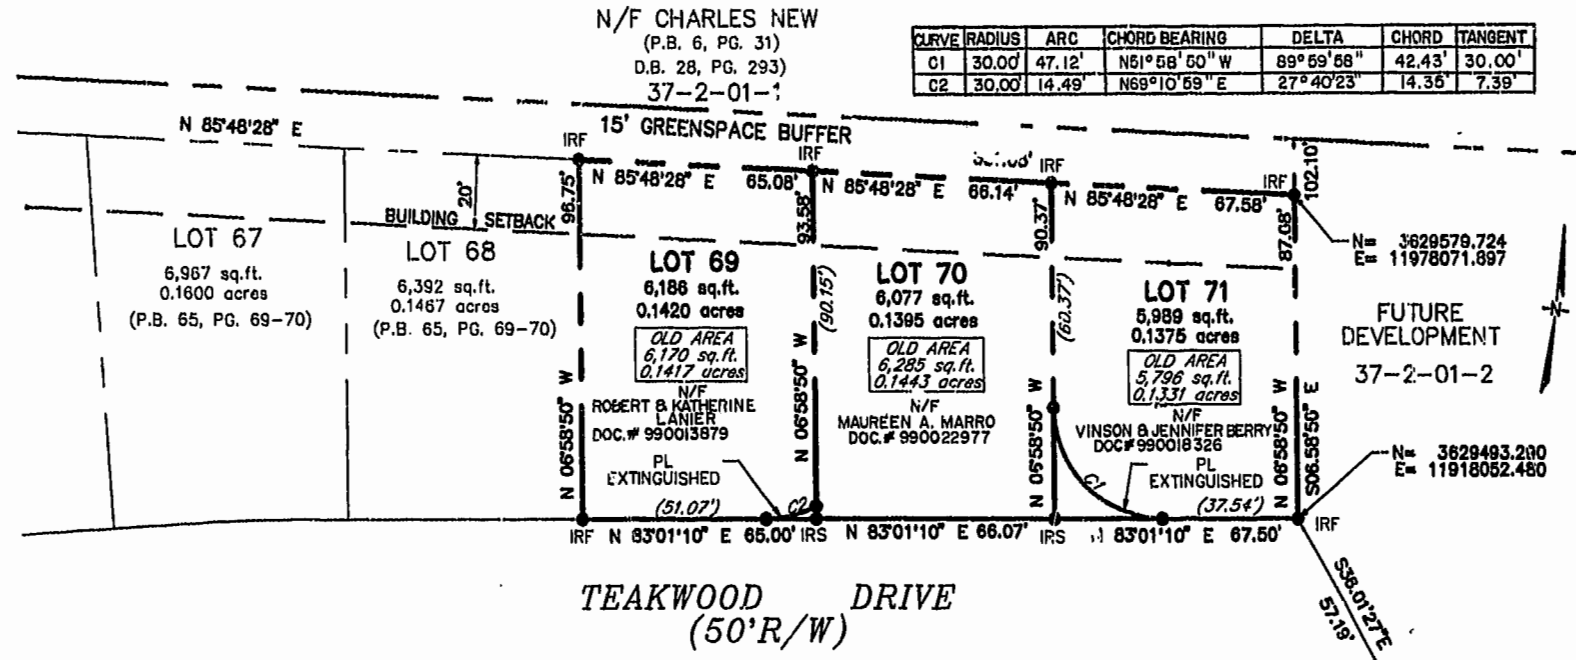 N/F CHARLES NEW
(P.B. 6, PG. 31)
D.B. 28, PG. 293)
37-2-01-1
CURVE RADIUS ARC CHORD BEARING DELTA CHORD TANGENT
C1 30.00' 47.12' N51°58'50" W 89°59'58" 42.43' 30.00'
C2 30.00' 14.49' N69°10'59" E 27°40'23" 14.35' 7.39'
N 85°48'28" E
15' GREENSPACE BUFFER
IRF
IRF
IRF
IRF
102.10'
N 85°48'28" E 65.08'
N 85°48'28" E 66.14'
N 85°48'28" E 67.58'
20'
96.75'
93.58'
90.37'
87.08'
BUILDING SETBACK
N= 3629579.724
E= 11978071.897
LOT 67
6,967 sq.ft.
0.1600 acres
(P.B. 65, PG. 69-70)
LOT 68
6,392 sq.ft.
0.1467 acres
(P.B. 65, PG. 69-70)
LOT 69
6,186 sq.ft.
0.1420 acres
OLD AREA
6,170 sq.ft.
0.1417 acres
N/F
ROBERT & KATHERINE
LANIER
DOC.# 990013879
PL
EXTINGUISHED
(51.07')
C2
(90.15')
LOT 70
6,077 sq.ft.
0.1395 acres
OLD AREA
6,285 sq.ft.
0.1443 acres
N/F
MAUREEN A. MARRO
DOC.# 990022977
(60.37')
LOT 71
5,989 sq.ft.
0.1375 acres
OLD AREA
5,796 sq.ft.
0.1331 acres
N/F
VINSON & JENNIFER BERRY
DOC# 990018326
PL
EXTINGUISHED
(37.54')
C1
FUTURE
DEVELOPMENT
37-2-01-2
N
N 06°58'50" W
N 06°58'50" W
N 06°58'50" W
N 06°58'50" W
S06.58'50" E
N= 3629493.290
E= 11918052.480
IRF N 83°01'10" E 65.00' IRS N 83°01'10" E 66.07' IRS 83°01'10" E 67.50' IRF
S36.01'27"E
57.19'
TEAKWOOD DRIVE
(50'R/W)